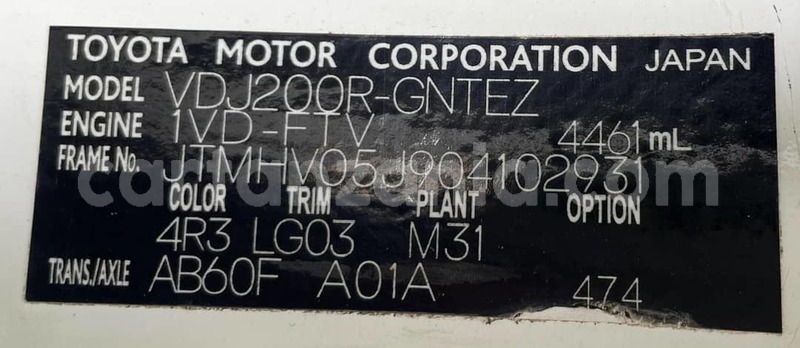 TOYOTA MOTOR CORPORATION JAPAN
MODEL VDJ200R-GNTEZ
ENGINE 1VD-FTV 4461 mL
FRAME No. JTMHV05J904102931
COLOR TRIM PLANT OPTION
4R3 LG03 M31
TRANS./AXLE AB60F A01A 474